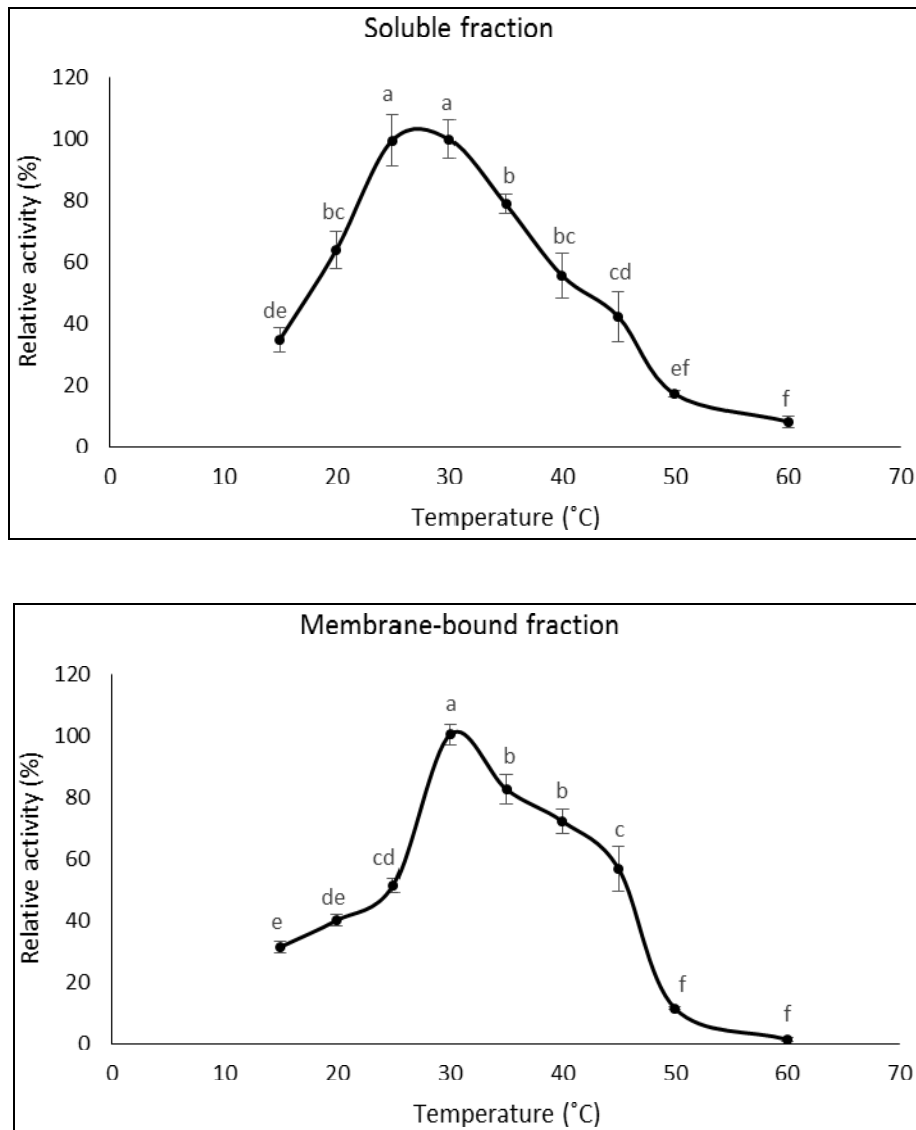 Soluble fraction
120
100
80
60
40
20
0
Relative activity (%)
a
a
b
bc
bc
cd
de
ef
f
0 10 20 30 40 50 60 70
Temperature (˚C)
Membrane-bound fraction
120
100
80
60
40
20
0
Relative activity (%)
a
b
b
c
cd
de
e
f
f
0 10 20 30 40 50 60 70
Temperature (˚C)